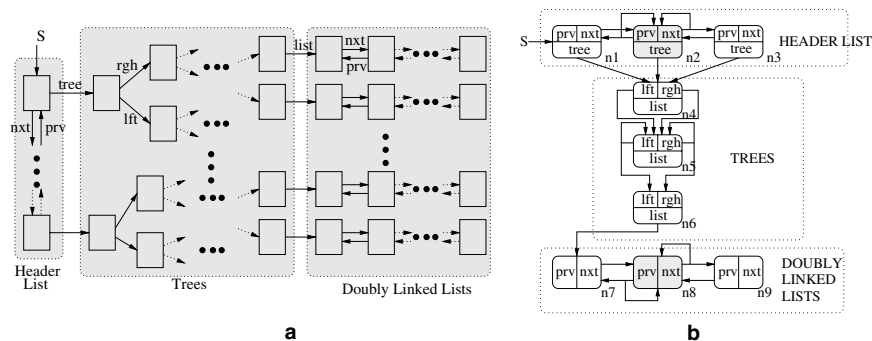 S
tree
nxt
prv
rgh
lft
list
nxt
prv
Header
List
Trees
Doubly Linked Lists
a
S
prv nxt
tree
n1
prv nxt
tree
n2
prv nxt
tree
n3
HEADER LIST
lft rgh
list
n4
lft rgh
list
n5
lft rgh
list
n6
TREES
prv nxt
n7
prv nxt
n8
prv nxt
n9
DOUBLY
LINKED
LISTS
b